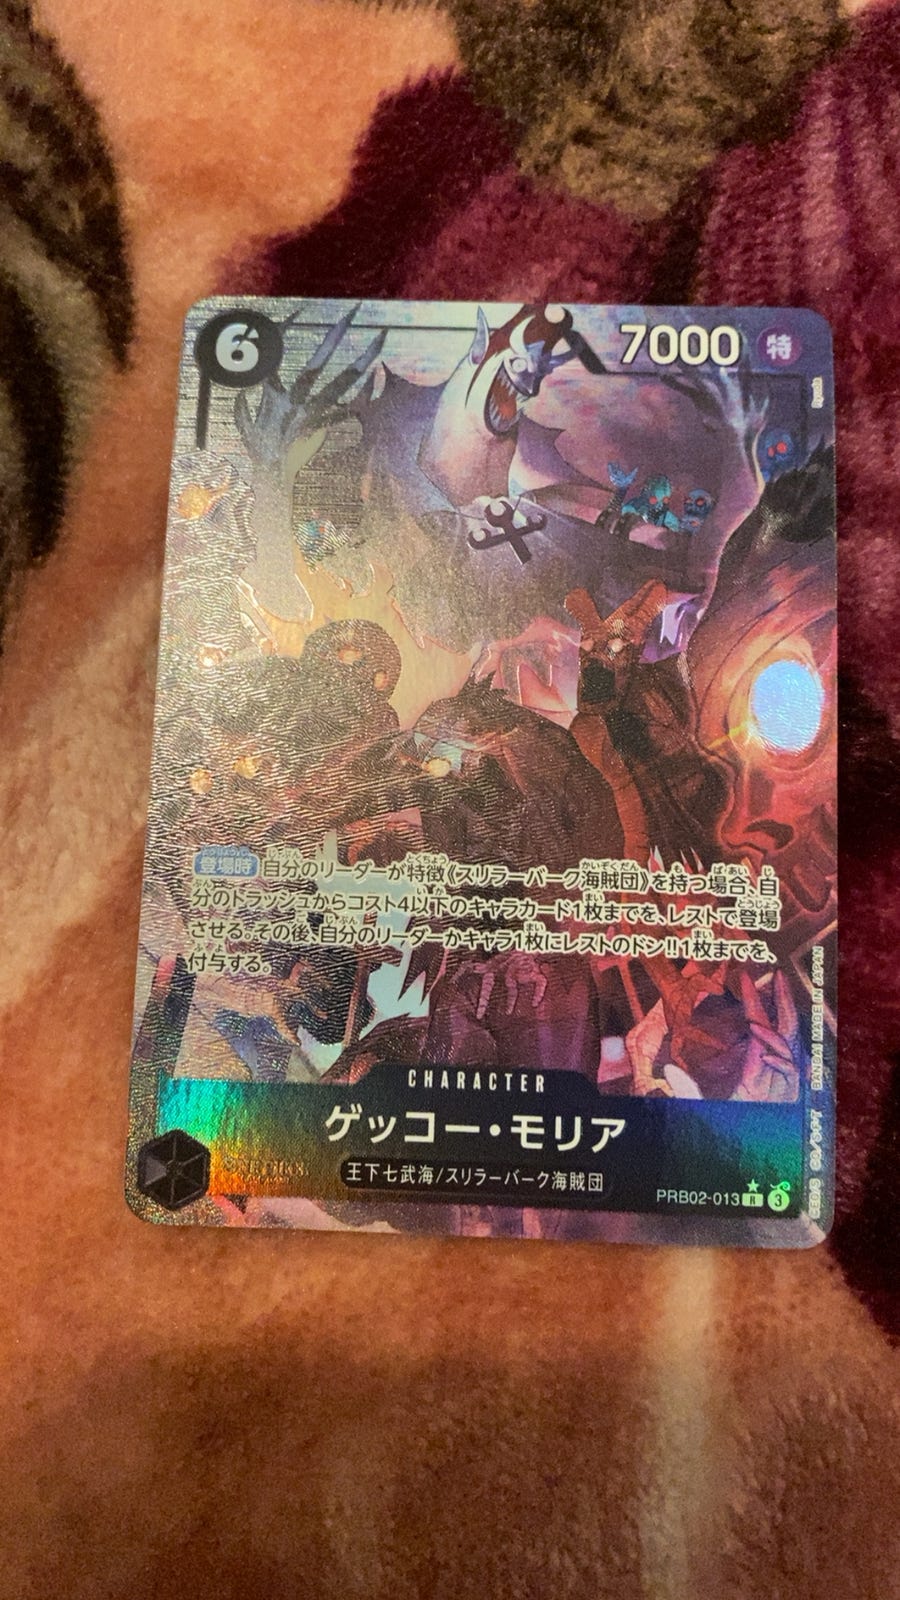 6
7000 特
登場時 自分のリーダーが特徴《スリラーバーク海賊団》を持つ場合、自
分のトラッシュからコスト4以下のキャラカード1枚までを、レストで登場
させる。その後、自分のリーダーかキャラ1枚にレストのドン!!1枚までを、
付与する。
CHARACTER
ゲッコー・モリア
王下七武海/スリラーバーク海賊団
PRB02-013 R 3
BANDAI MADE IN JAPAN